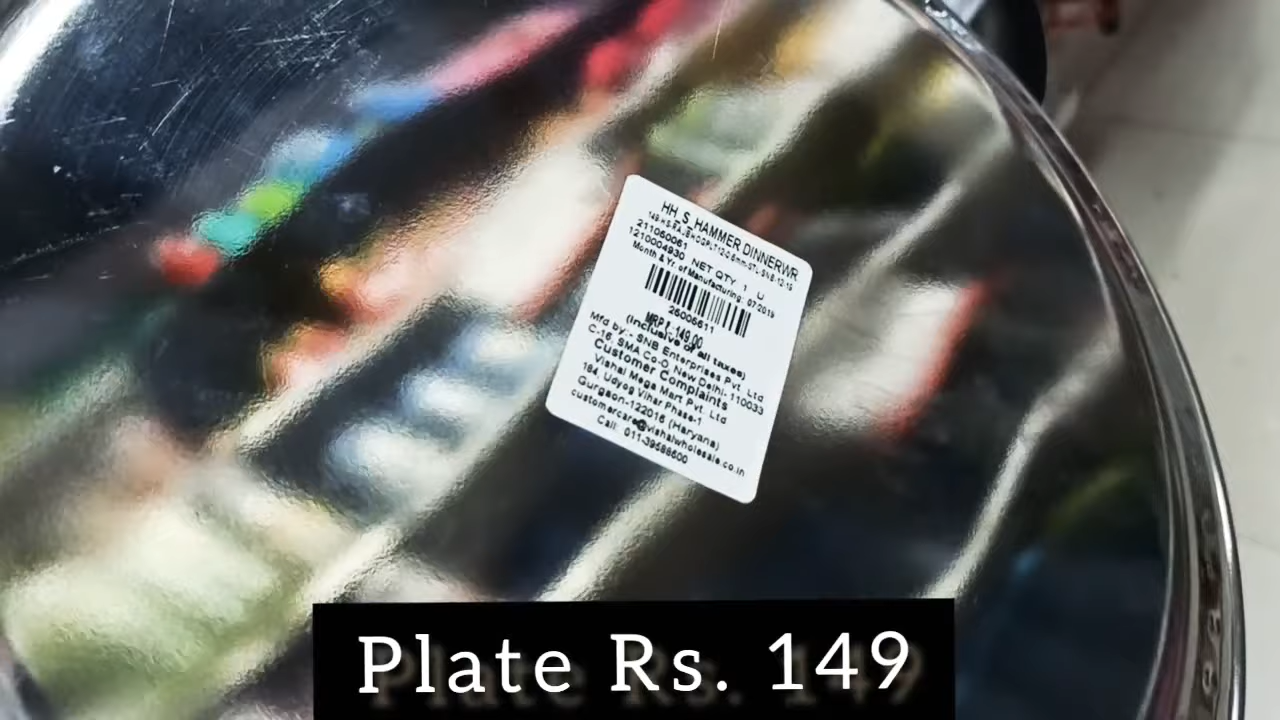 HH_S_HAMMER DINNERWR
211060061
1210004930 NET QTY. 1 U
Month & Yr. of Manufacturing: 07/2019
25006611
MRP ₹ 149.00
(Inclusive of all taxes)
Mfd by:- SNB Enterprises Pvt. Ltd
C-16, SMA Co-O, New Delhi- 110033
Customer Complaints
Vishal Mega Mart Pvt. Ltd
184, Udyog Vihar Phase-1
Gurgaon-122016 (Haryana)
customercare@vishalwholesale.co.in
Call: 011-39588600
Plate Rs. 149